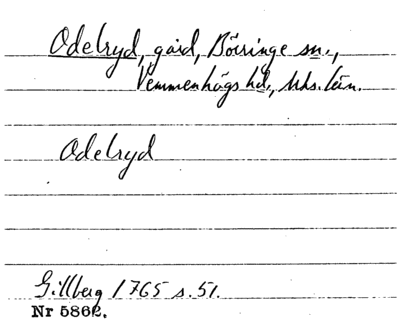 Odelryd, gård, Börringe sn.,
Vemmenhögs hd., Mhs. län.
Odelryd
Gillberg 1765 s. 51.
Nr 5862.